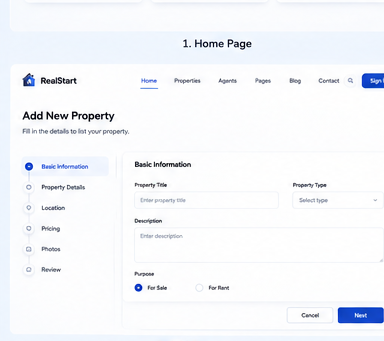 1. Home Page
RealStart
Home Properties Agents Pages Blog Contact Sign
Add New Property
Fill in the details to list your property.
Basic Information
Property Details
Location
Pricing
Photos
Review
Basic Information
Property Title Property Type
Enter property title Select type
Description
Enter description
Purpose
For Sale For Rent
Cancel Next